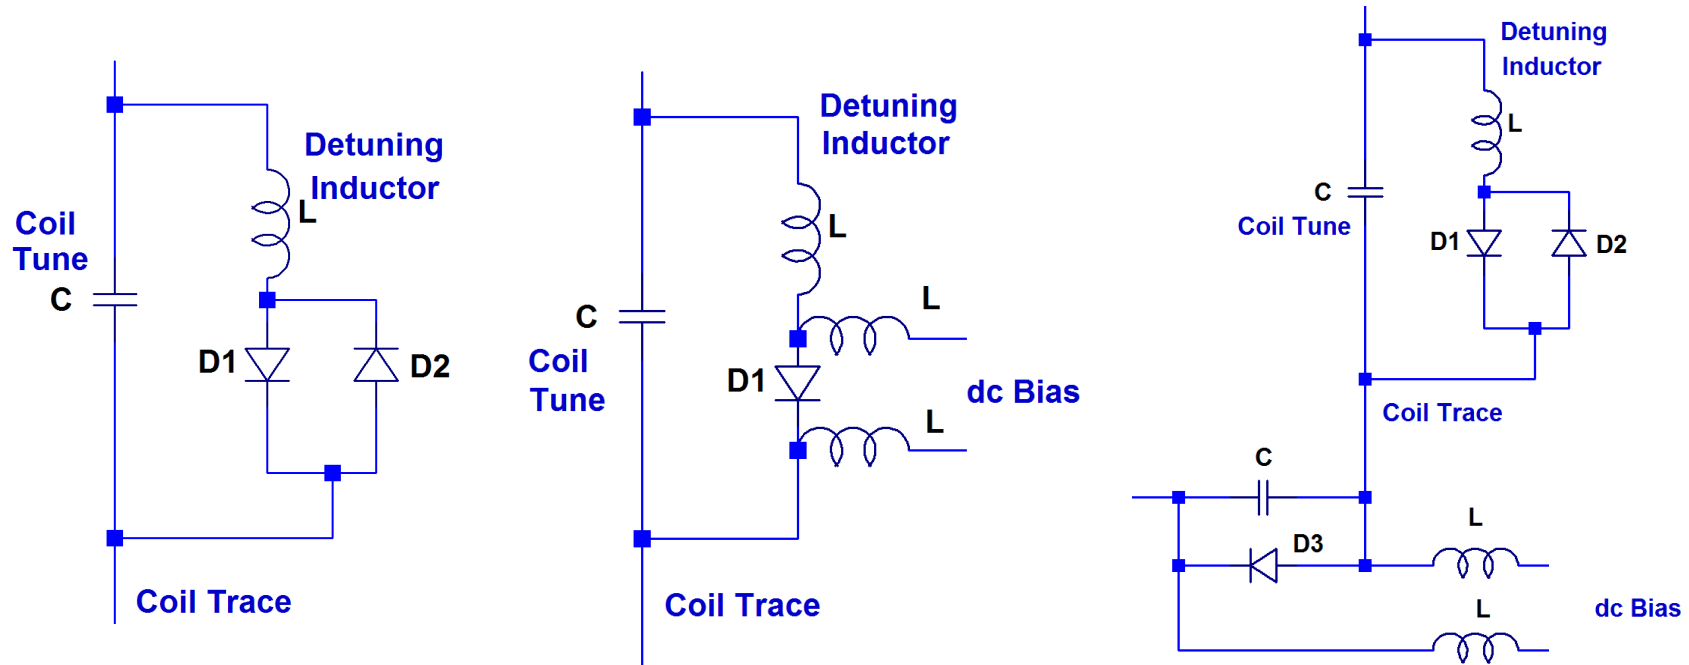 Detuning
Inductor
L
Coil
Tune
C
D1
D2
Coil Trace
Detuning
Inductor
L
L
C
Coil
Tune
D1
dc Bias
L
Coil Trace
Detuning
Inductor
L
C
Coil Tune
D1
D2
Coil Trace
C
L
D3
L
dc Bias